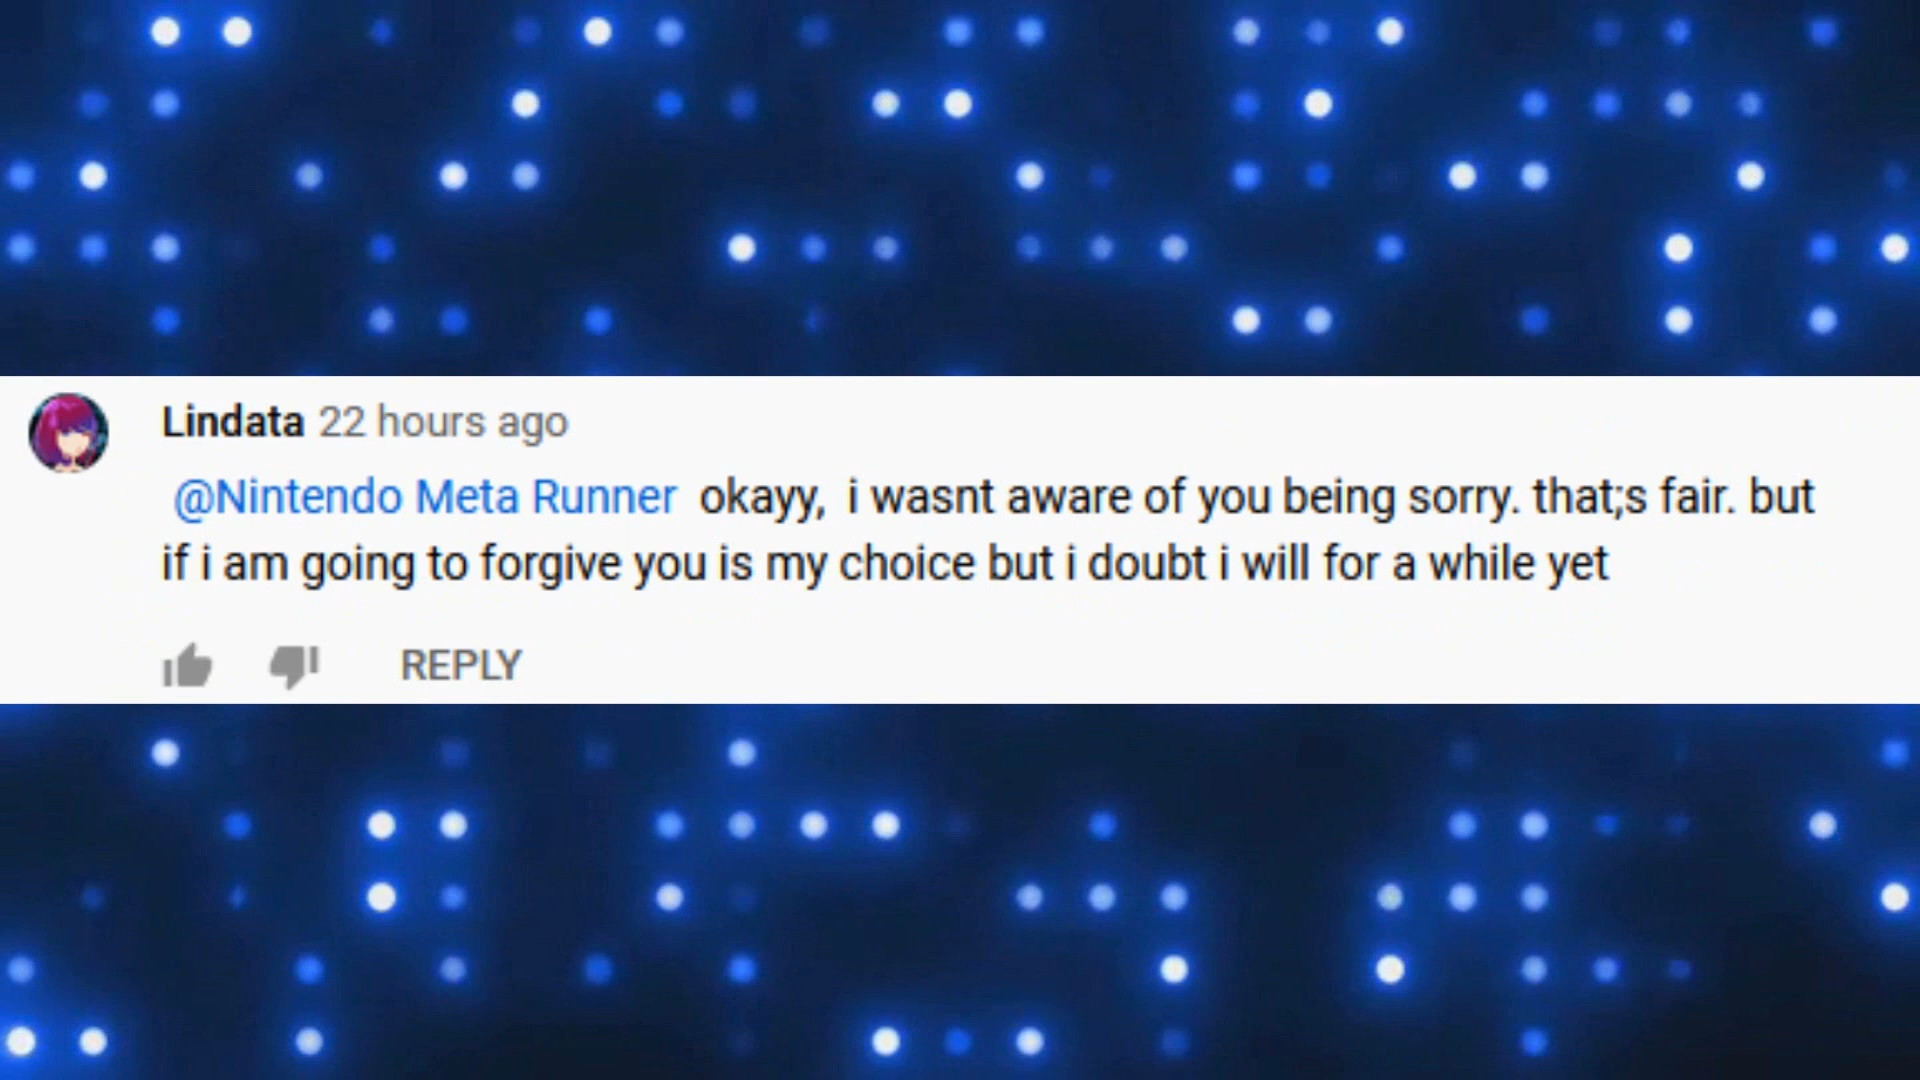 Lindata 22 hours ago
@Nintendo Meta Runner okayy, i wasnt aware of you being sorry. that;s fair. but
if i am going to forgive you is my choice but i doubt i will for a while yet
REPLY